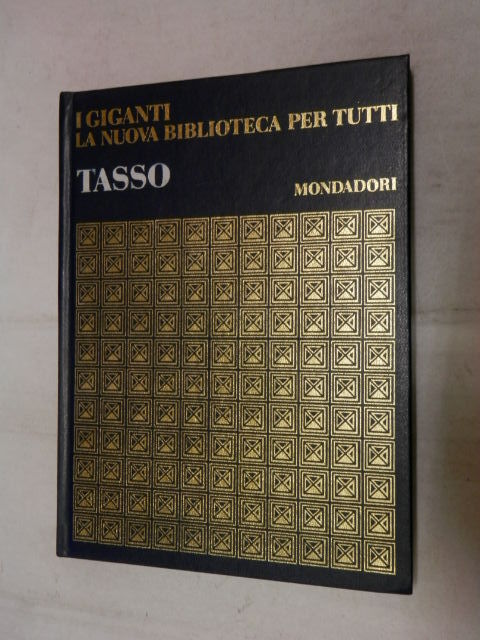 I GIGANTI
LA NUOVA BIBLIOTECA PER TUTTI
TASSO
MONDADORI